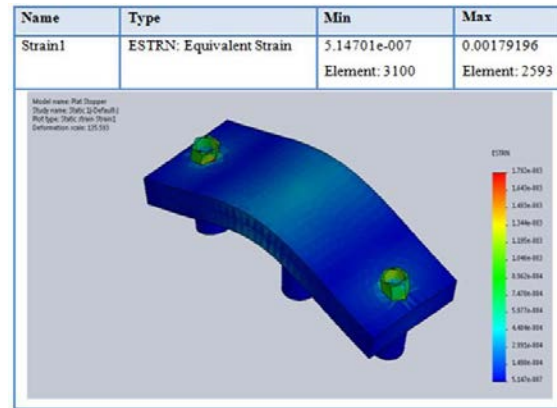 Name Type Min Max
Strain1 ESTRN: Equivalent Strain 5.14701e-007 0.00179196
Element: 3100 Element: 2593
Model name: Plat Stopper
Study name: Static 1(-Default-)
Plot type: Static strain Strain1
Deformation scale: 135.593
ESTRN
1.792e-003
1.643e-003
1.493e-003
1.344e-003
1.195e-003
1.046e-003
8.962e-004
7.470e-004
5.977e-004
4.484e-004
2.991e-004
1.498e-004
5.147e-007